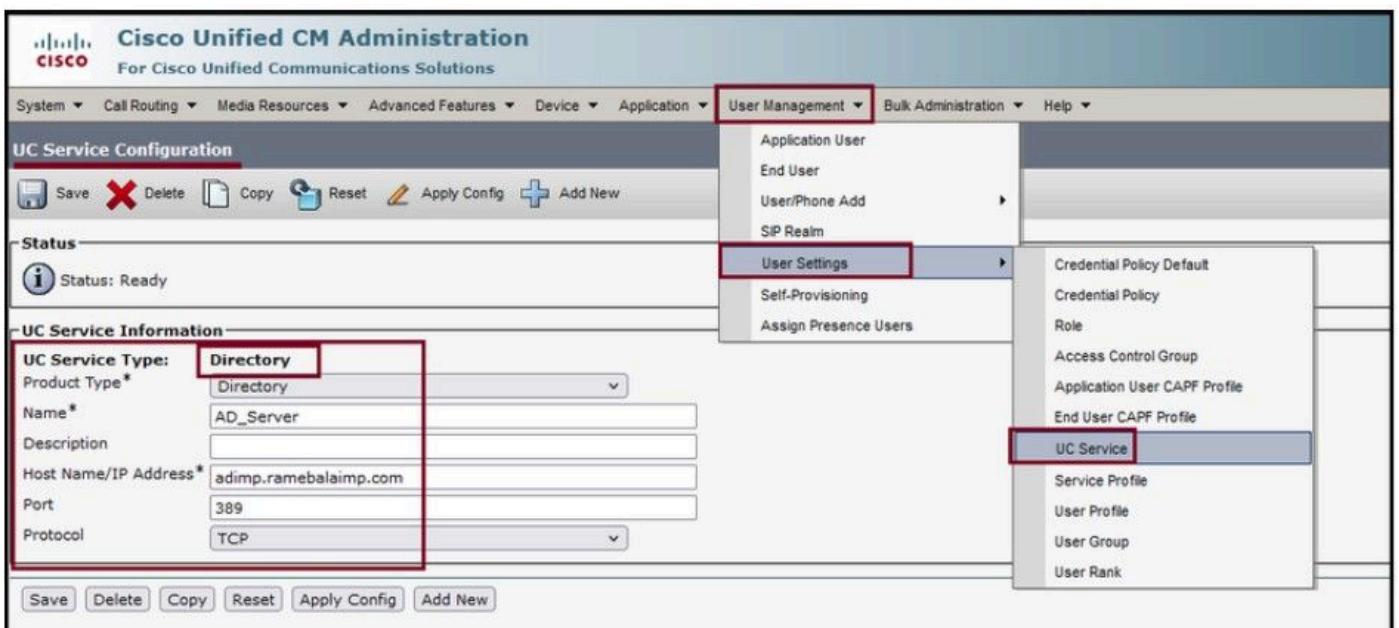 Cisco Unified CM Administration
CISCO
For Cisco Unified Communications Solutions
System Call Routing Media Resources Advanced Features Device Application User Management Bulk Administration Help
UC Service Configuration
Save Delete Copy Reset Apply Config Add New
Application User
End User
User/Phone Add
SIP Realm
User Settings
Self-Provisioning
Assign Presence Users
Credential Policy Default
Credential Policy
Role
Access Control Group
Application User CAPF Profile
End User CAPF Profile
UC Service
Service Profile
User Profile
User Group
User Rank
Status
i Status: Ready
UC Service Information
UC Service Type: Directory
Product Type* Directory
Name* AD_Server
Description
Host Name/IP Address* adimp.ramebalaimp.com
Port 389
Protocol TCP
Save Delete Copy Reset Apply Config Add New